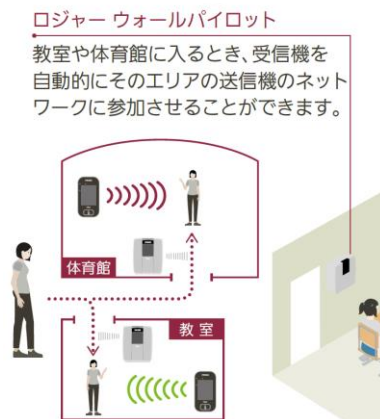 ロジャー ウォールパイロット
教室や体育館に入るとき、受信機を
自動的にそのエリアの送信機のネット
ワークに参加させることができます。
体育館
教室